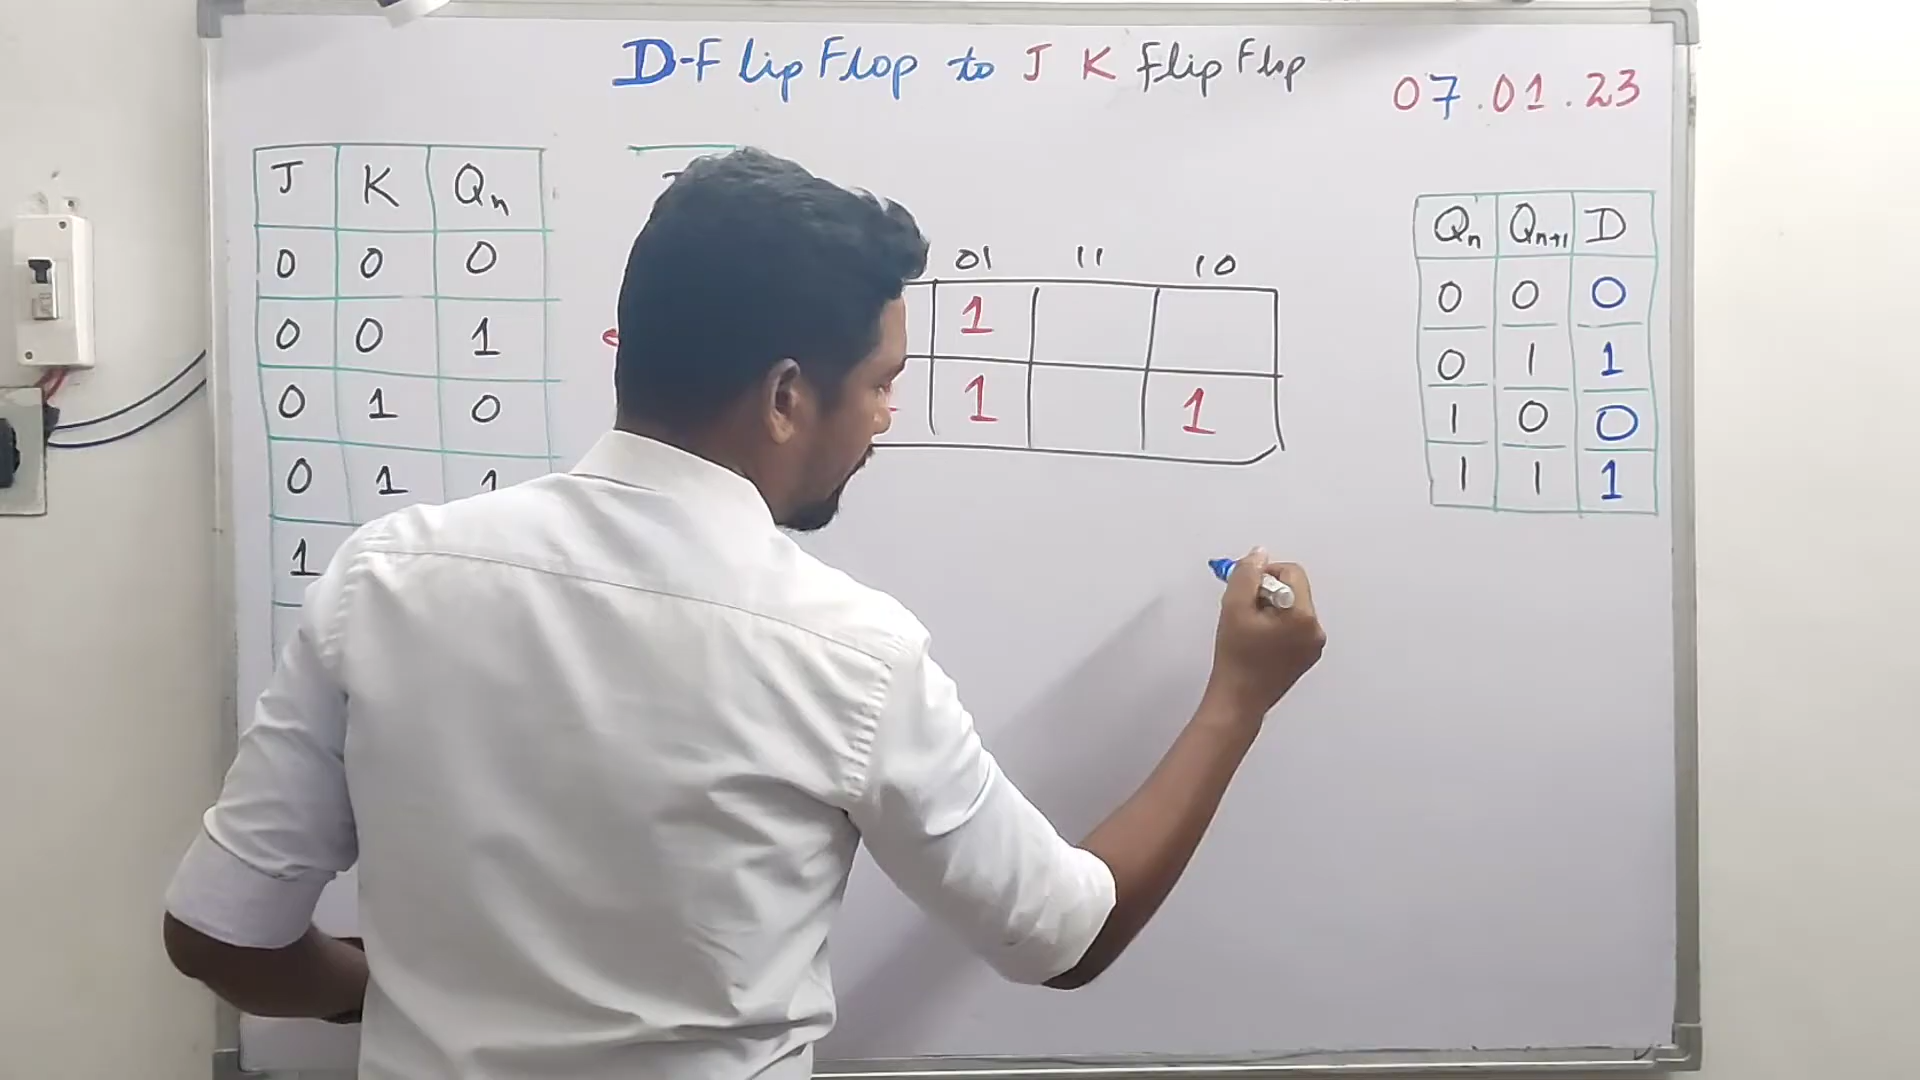 D-Flip Flop to J K Flip Flop
07.01.23
J K Qn
0 0 0
0 0 1
0 1 0
0 1 1
1
01 11 10
1
1 1
Qn Qn+1 D
0 0 0
0 1 1
1 0 0
1 1 1